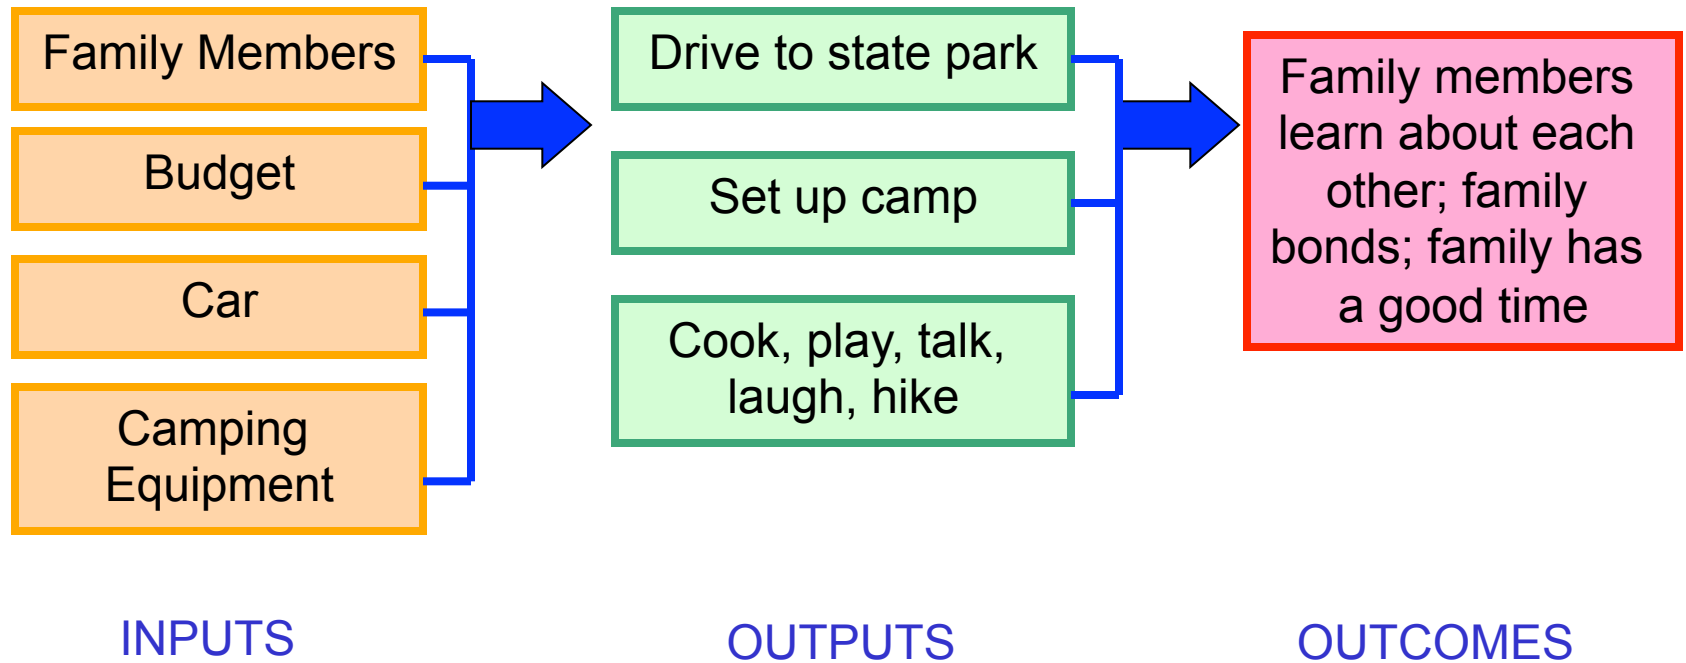 Family Members
Budget
Car
Camping
Equipment
INPUTS
Drive to state park
Set up camp
Cook, play, talk,
laugh, hike
OUTPUTS
Family members
learn about each
other; family
bonds; family has
a good time
OUTCOMES